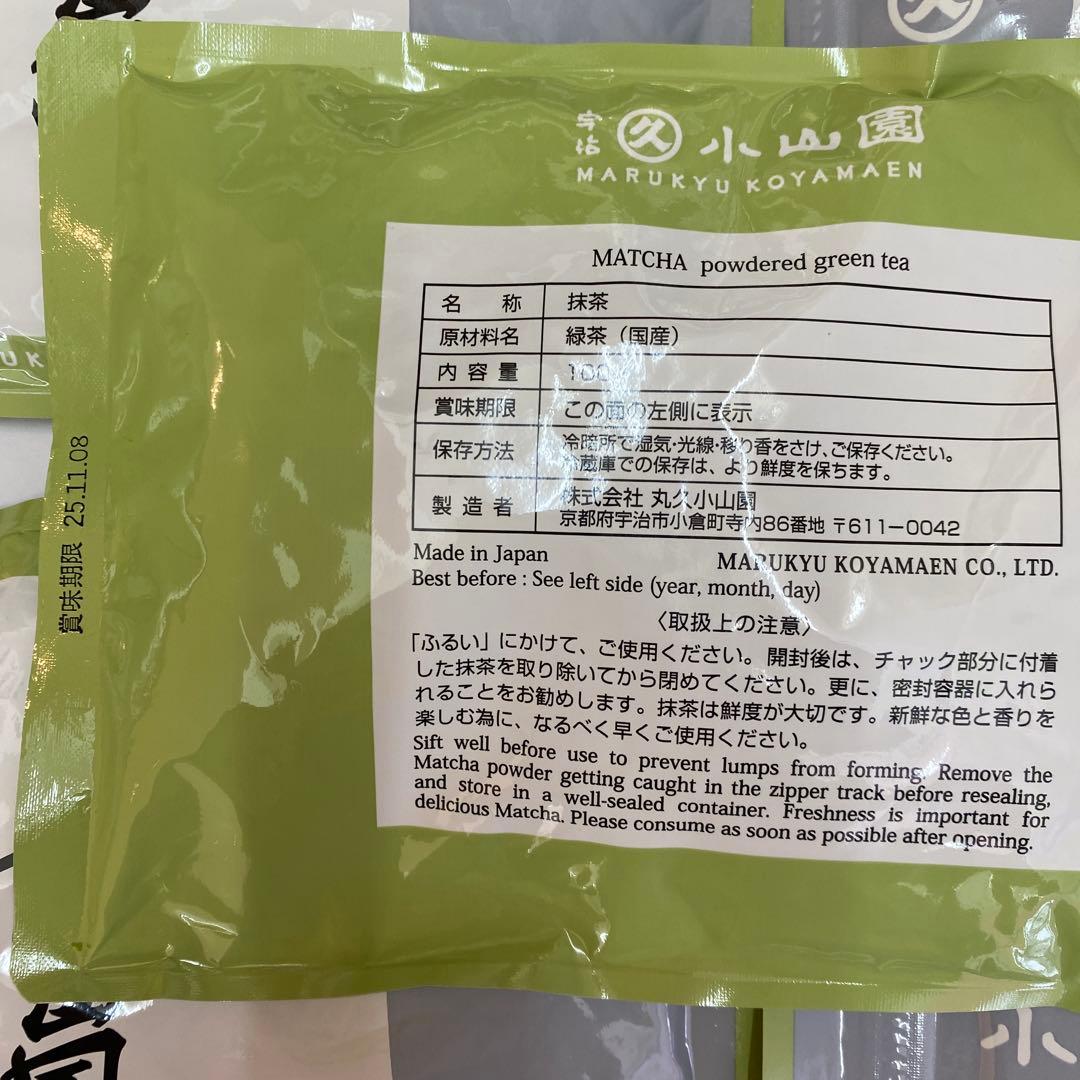 宇治 久 小山園
MARUKYU KOYAMAEN
MATCHA powdered green tea
名 称 抹茶
原材料名 緑茶（国産）
内容量 100
賞味期限 この面の左側に表示
保存方法 冷暗所で湿気・光線・移り香をさけ、ご保存ください。
冷蔵庫での保存は、より鮮度を保ちます。
製造者 株式会社 丸久小山園
京都府宇治市小倉町寺内86番地 〒611-0042
Made in Japan MARUKYU KOYAMAEN CO., LTD.
Best before : See left side (year, month, day)
〈取扱上の注意〉
「ふるい」にかけて、ご使用ください。開封後は、チャック部分に付着
した抹茶を取り除いてから閉めてください。更に、密封容器に入れら
れることをお勧めします。抹茶は鮮度が大切です。新鮮な色と香りを
楽しむ為に、なるべく早くご使用ください。
Sift well before use to prevent lumps from forming. Remove the
Matcha powder getting caught in the zipper track before resealing,
and store in a well-sealed container. Freshness is important for
delicious Matcha. Please consume as soon as possible after opening.
賞味期限 25.11.08
久
U K
小